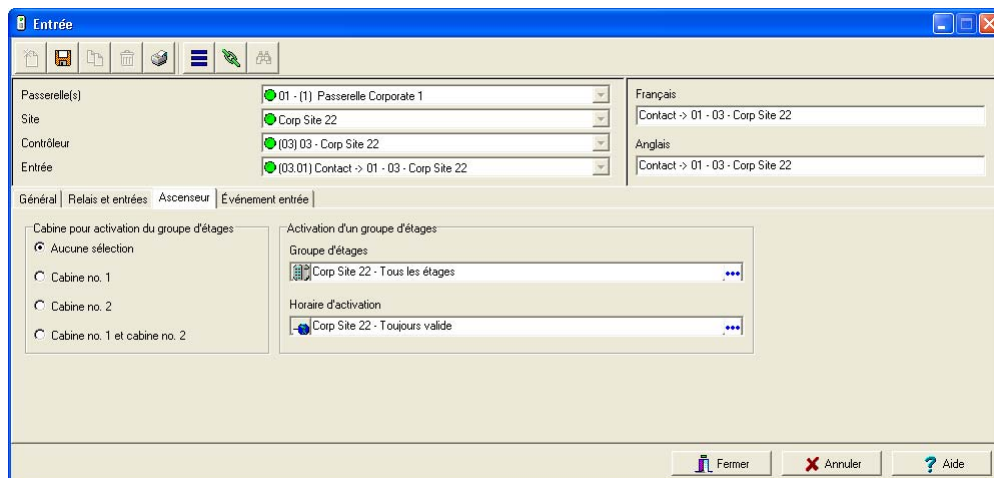 Entrée
Passerelle(s)
01 - (1) Passerelle Corporate 1
Site
Corp Site 22
Contrôleur
(03) 03 - Corp Site 22
Entrée
(03.01) Contact -> 01 - 03 - Corp Site 22
Français
Contact -> 01 - 03 - Corp Site 22
Anglais
Contact -> 01 - 03 - Corp Site 22
Général Relais et entrées Ascenseur Événement entrée
Cabine pour activation du groupe d'étages
Aucune sélection
Cabine no. 1
Cabine no. 2
Cabine no. 1 et cabine no. 2
Activation d'un groupe d'étages
Groupe d'étages
Corp Site 22 - Tous les étages
Horaire d'activation
Corp Site 22 - Toujours valide
Fermer Annuler Aide